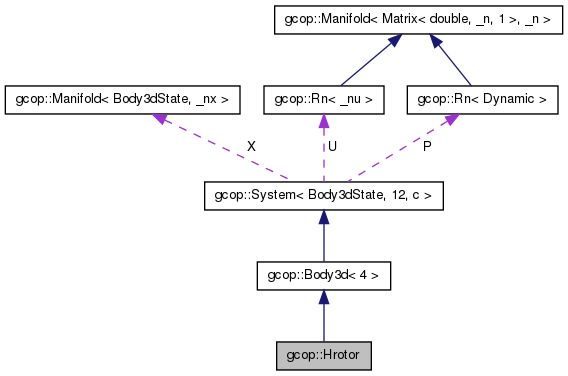 gcop::Manifold< Matrix< double, _n, 1 >, _n >
gcop::Manifold< Body3dState, _nx >
gcop::Rn< _nu >
gcop::Rn< Dynamic >
X
U
P
gcop::System< Body3dState, 12, c >
gcop::Body3d< 4 >
gcop::Hrotor